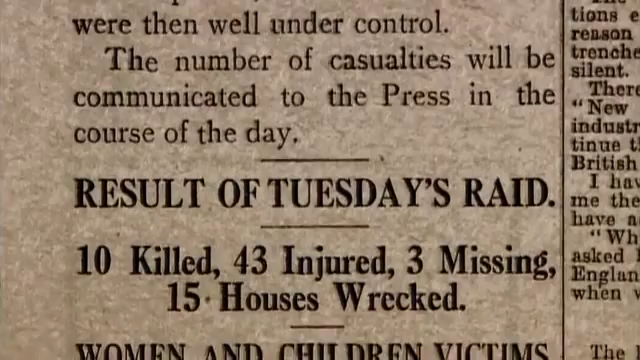 were then well under control.
The number of casualties will be
communicated to the Press in the
course of the day.
RESULT OF TUESDAY'S RAID.
10 Killed, 43 Injured, 3 Missing,
15 Houses Wrecked.
WOMEN AND CHILDREN VICTIMS
tions e
reason
trenche
silent.
There
"New
industr
tinue t
British
I hav
me the
have a
"Wh
asked
Englan
when w
The